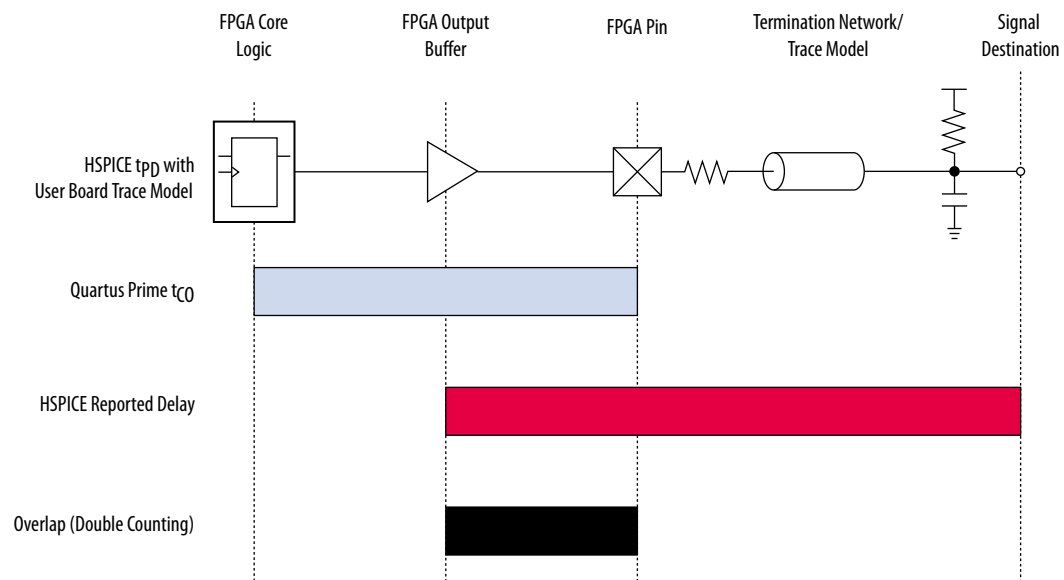 FPGA Core
Logic
FPGA Output
Buffer
FPGA Pin
Termination Network/
Trace Model
Signal
Destination
HSPICE tPD with
User Board Trace Model
Quartus Prime tCO
HSPICE Reported Delay
Overlap (Double Counting)